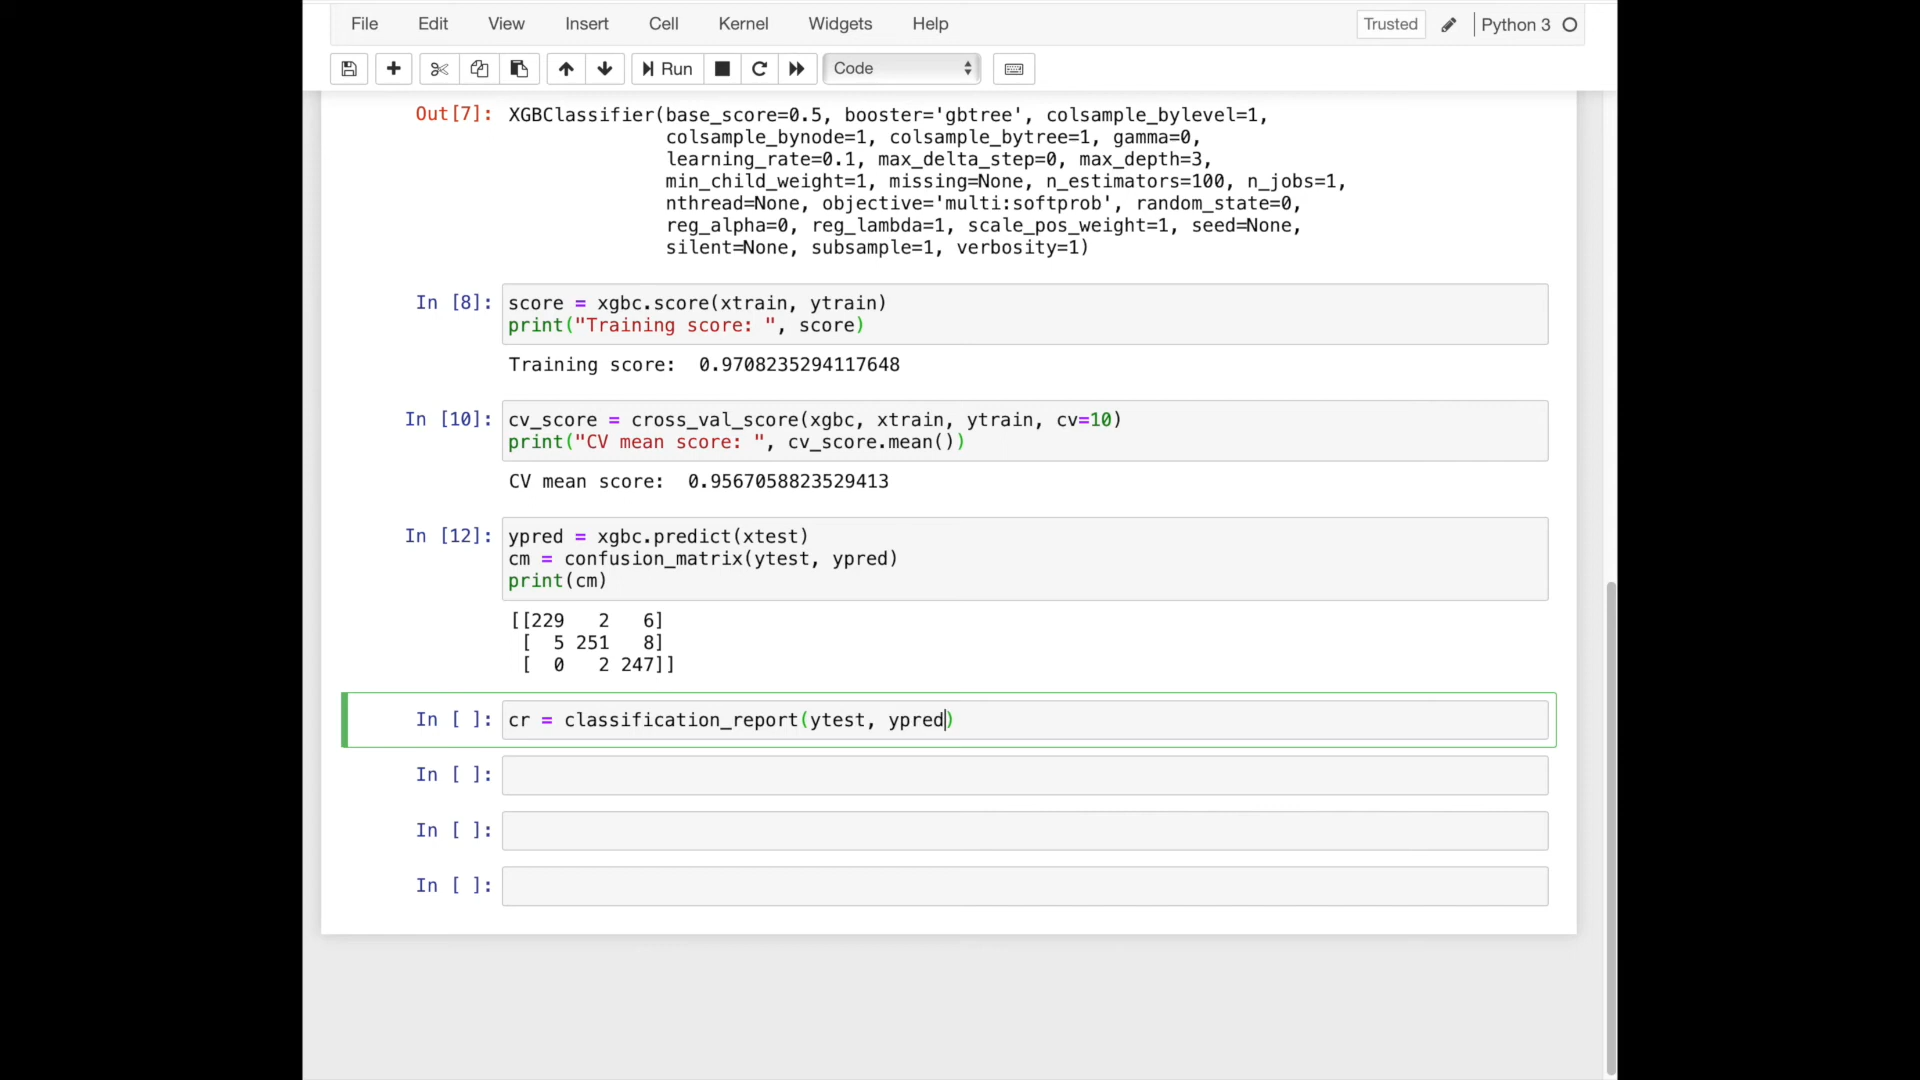 File Edit View Insert Cell Kernel Widgets Help Trusted Python 3
Run Code
Out[7]: XGBClassifier(base_score=0.5, booster='gbtree', colsample_bylevel=1,
colsample_bynode=1, colsample_bytree=1, gamma=0,
learning_rate=0.1, max_delta_step=0, max_depth=3,
min_child_weight=1, missing=None, n_estimators=100, n_jobs=1,
nthread=None, objective='multi:softprob', random_state=0,
reg_alpha=0, reg_lambda=1, scale_pos_weight=1, seed=None,
silent=None, subsample=1, verbosity=1)
In [8]: score = xgbc.score(xtrain, ytrain)
print("Training score: ", score)
Training score:  0.9708235294117648
In [10]: cv_score = cross_val_score(xgbc, xtrain, ytrain, cv=10)
print("CV mean score: ", cv_score.mean())
CV mean score:  0.9567058823529413
In [12]: ypred = xgbc.predict(xtest)
cm = confusion_matrix(ytest, ypred)
print(cm)
[[229   2   6]
[  5 251   8]
[  0   2 247]]
In [ ]: cr = classification_report(ytest, ypred)
In [ ]:
In [ ]:
In [ ]: